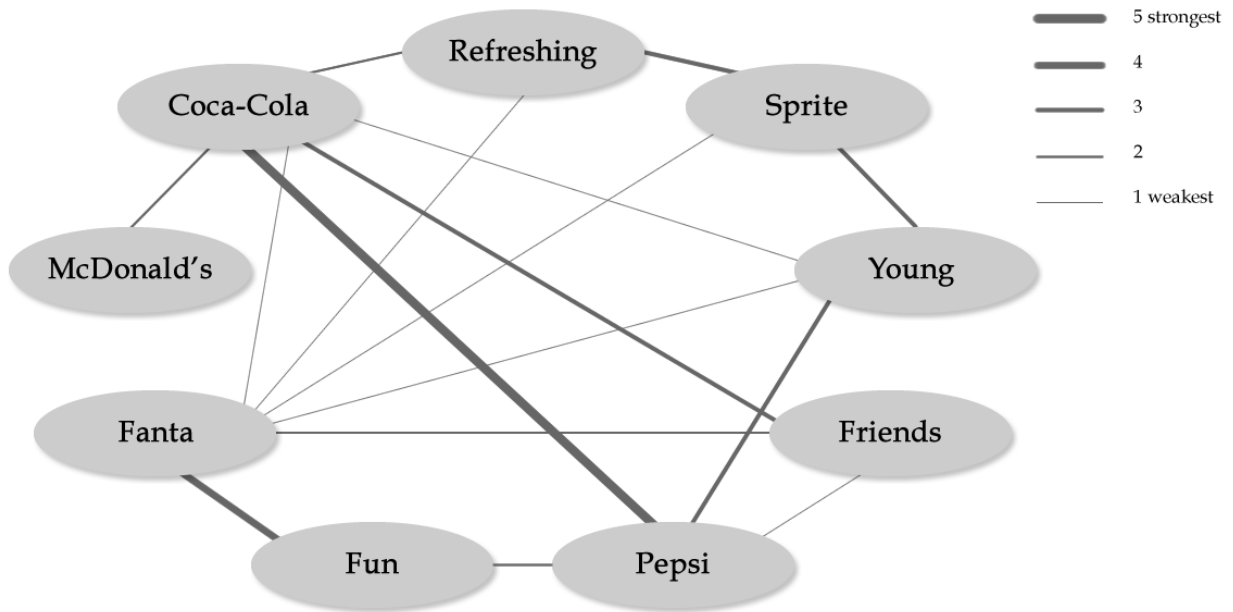 Refreshing
Coca-Cola
Sprite
McDonald's
Young
Fanta
Friends
Fun
Pepsi
5 strongest
4
3
2
1 weakest